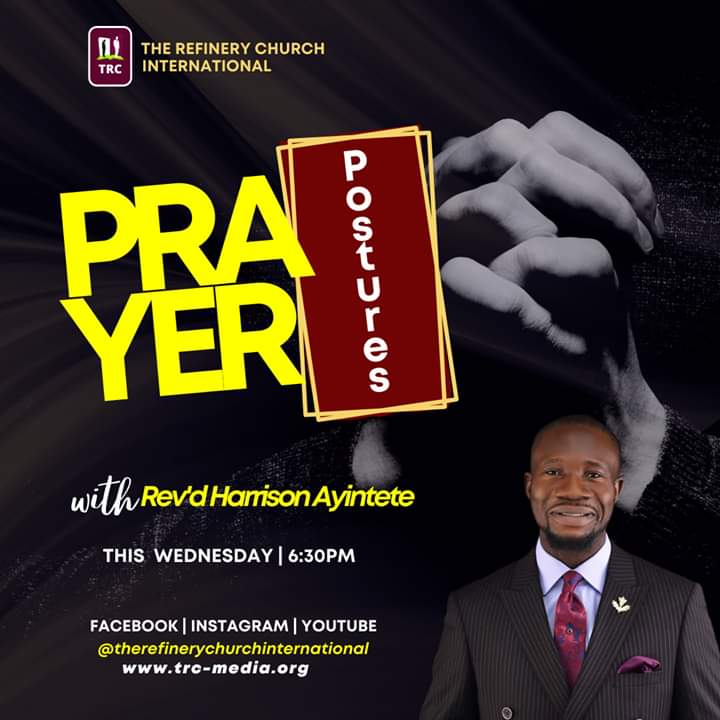 TRC
THE REFINERY CHURCH
INTERNATIONAL
PRA
YER
Postures
with Rev'd Harrison Ayintete
THIS WEDNESDAY | 6:30PM
FACEBOOK | INSTAGRAM | YOUTUBE
@therefinerychurchinternational
www.trc-media.org